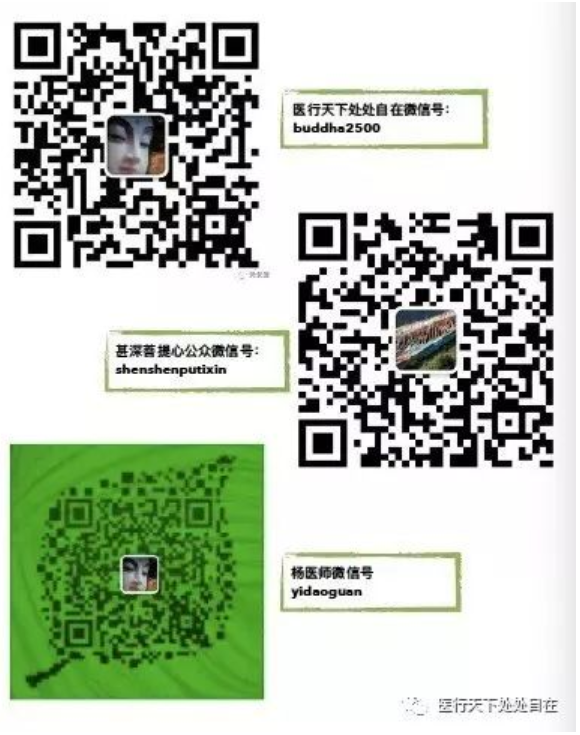 医行天下处处自在微信号：
buddha2500
甚深菩提心公众微信号：
shenshenputixin
杨医师微信号
yidaoguan
医行天下处处自在